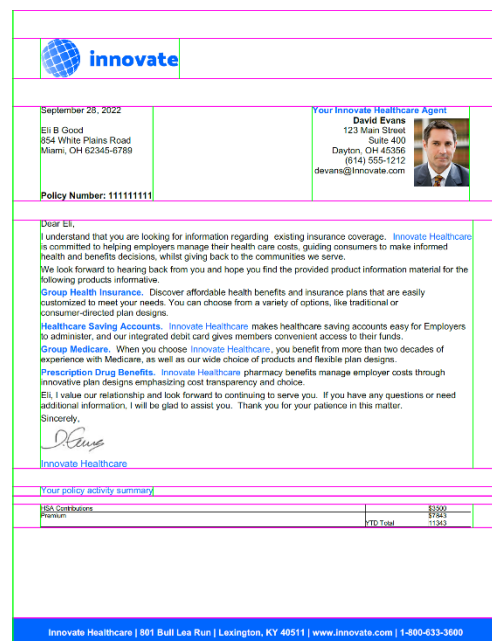 innovate
September 28, 2022
Your Innovate Healthcare Agent
David Evans
Eli B Good
123 Main Street
854 White Plains Road
Suite 400
Miami, OH 62345-6789
Dayton, OH 45356
(614) 555-1212
devans@Innovate.com
Policy Number: 111111111
Dear Eli,
I understand that you are looking for information regarding existing insurance coverage. Innovate Healthcare
is committed to helping employers manage their health care costs, guiding consumers to make informed
health and benefits decisions, whilst giving back to the communities we serve.
We look forward to hearing back from you and hope you find the provided product information material for the
following products informative.
Group Health Insurance. Discover affordable health benefits and insurance plans that are easily
customized to meet your needs. You can choose from a variety of options, like traditional or
consumer-directed plan designs.
Healthcare Saving Accounts. Innovate Healthcare makes healthcare saving accounts easy for Employers
to administer, and our integrated debit card gives members convenient access to their funds.
Group Medicare. When you choose Innovate Healthcare, you benefit from more than two decades of
experience with Medicare, as well as our wide choice of products and flexible plan designs.
Prescription Drug Benefits. Innovate Healthcare pharmacy benefits manage employer costs through
innovative plan designs emphasizing cost transparency and choice.
Eli, I value our relationship and look forward to continuing to serve you. If you have any questions or need
additional information, I will be glad to assist you. Thank you for your patience in this matter.
Sincerely,
D. Evans
Innovate Healthcare
Your policy activity summary
HSA Contributions $3500
Premium $7843
YTD Total 11343
Innovate Healthcare | 801 Bull Lea Run | Lexington, KY 40511 | www.innovate.com | 1-800-633-3600